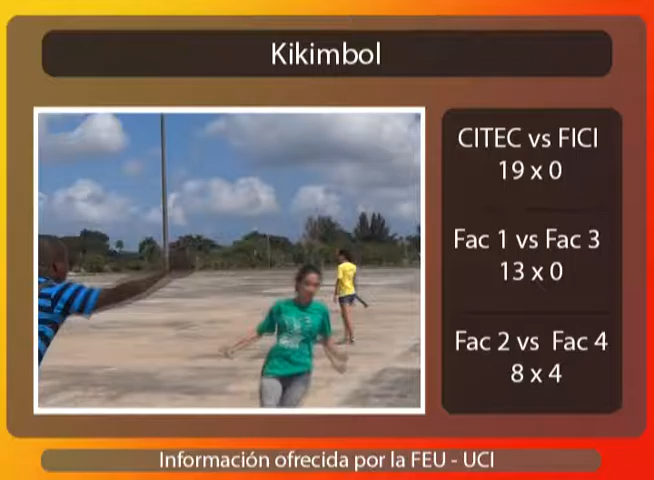 Kikimbol
CITEC vs FICI
19 x 0
Fac 1 vs Fac 3
13 x 0
Fac 2 vs Fac 4
8 x 4
Información ofrecida por la FEU - UCI